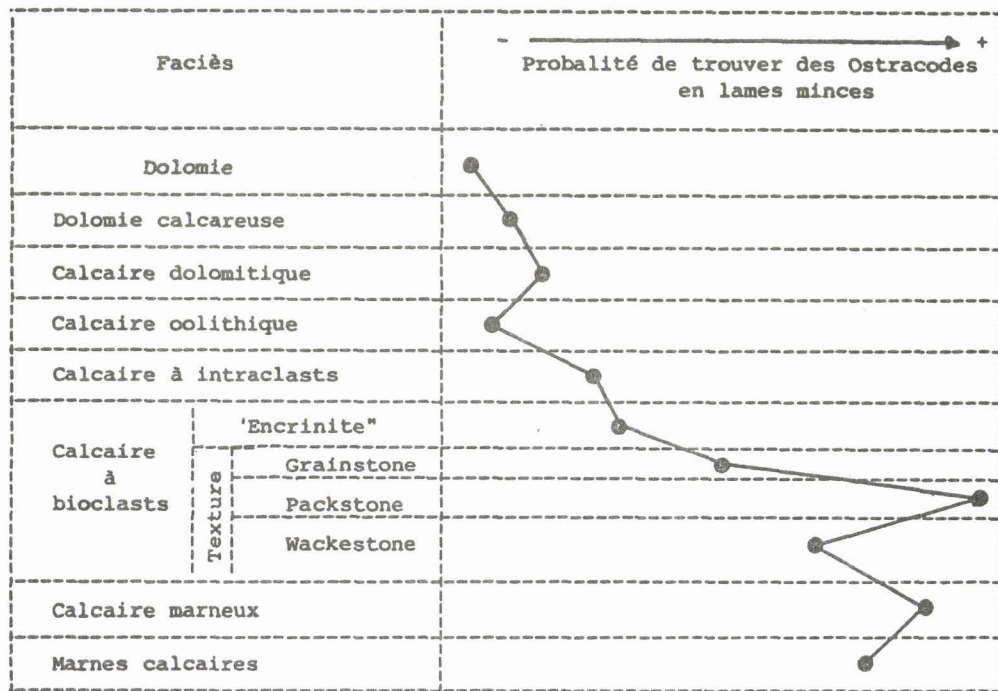 Faciès
- +
Probalité de trouver des Ostracodes
en lames minces
Dolomie
Dolomie calcareuse
Calcaire dolomitique
Calcaire oolithique
Calcaire à intraclasts
Calcaire
à
bioclasts
'Encrinite"
Texture
Grainstone
Packstone
Wackestone
Calcaire marneux
Marnes calcaires